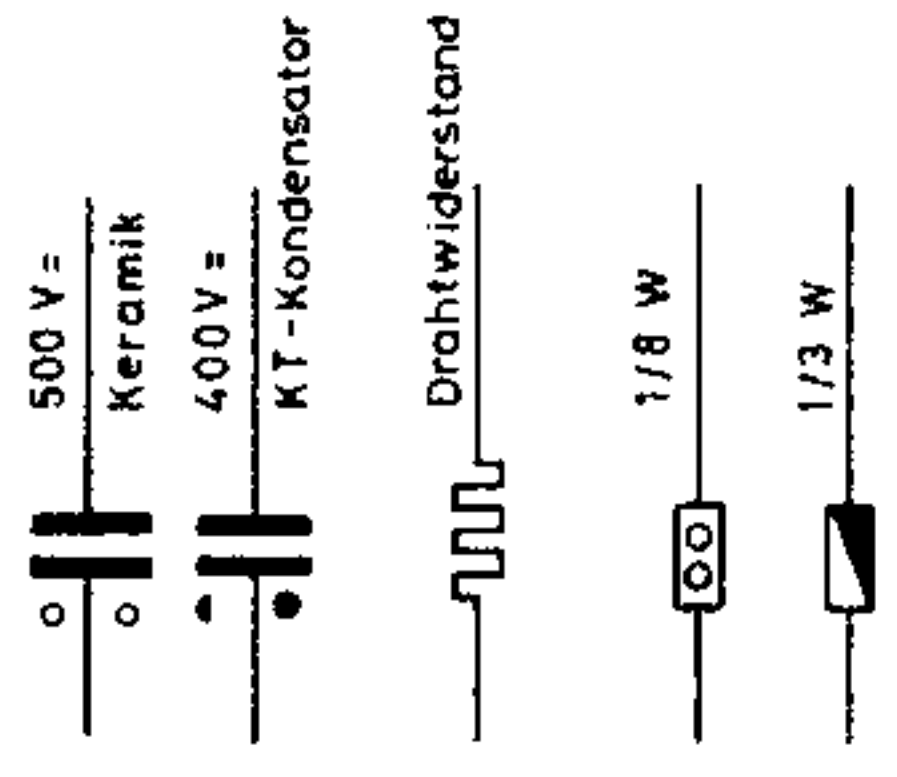 500 V =
Keramik
400 V =
KT-Kondensator
Drahtwiderstand
1/8 W
1/3 W